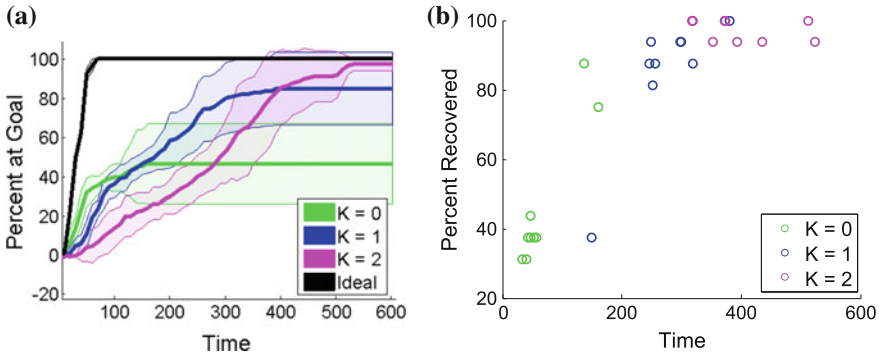 (a)
Percent at Goal
100
80
60
40
20
0
-20
100 200 300 400 500 600
Time
K = 0
K = 1
K = 2
Ideal
(b)
Percent Recovered
100
80
60
40
20
0 200 400 600
Time
K = 0
K = 1
K = 2